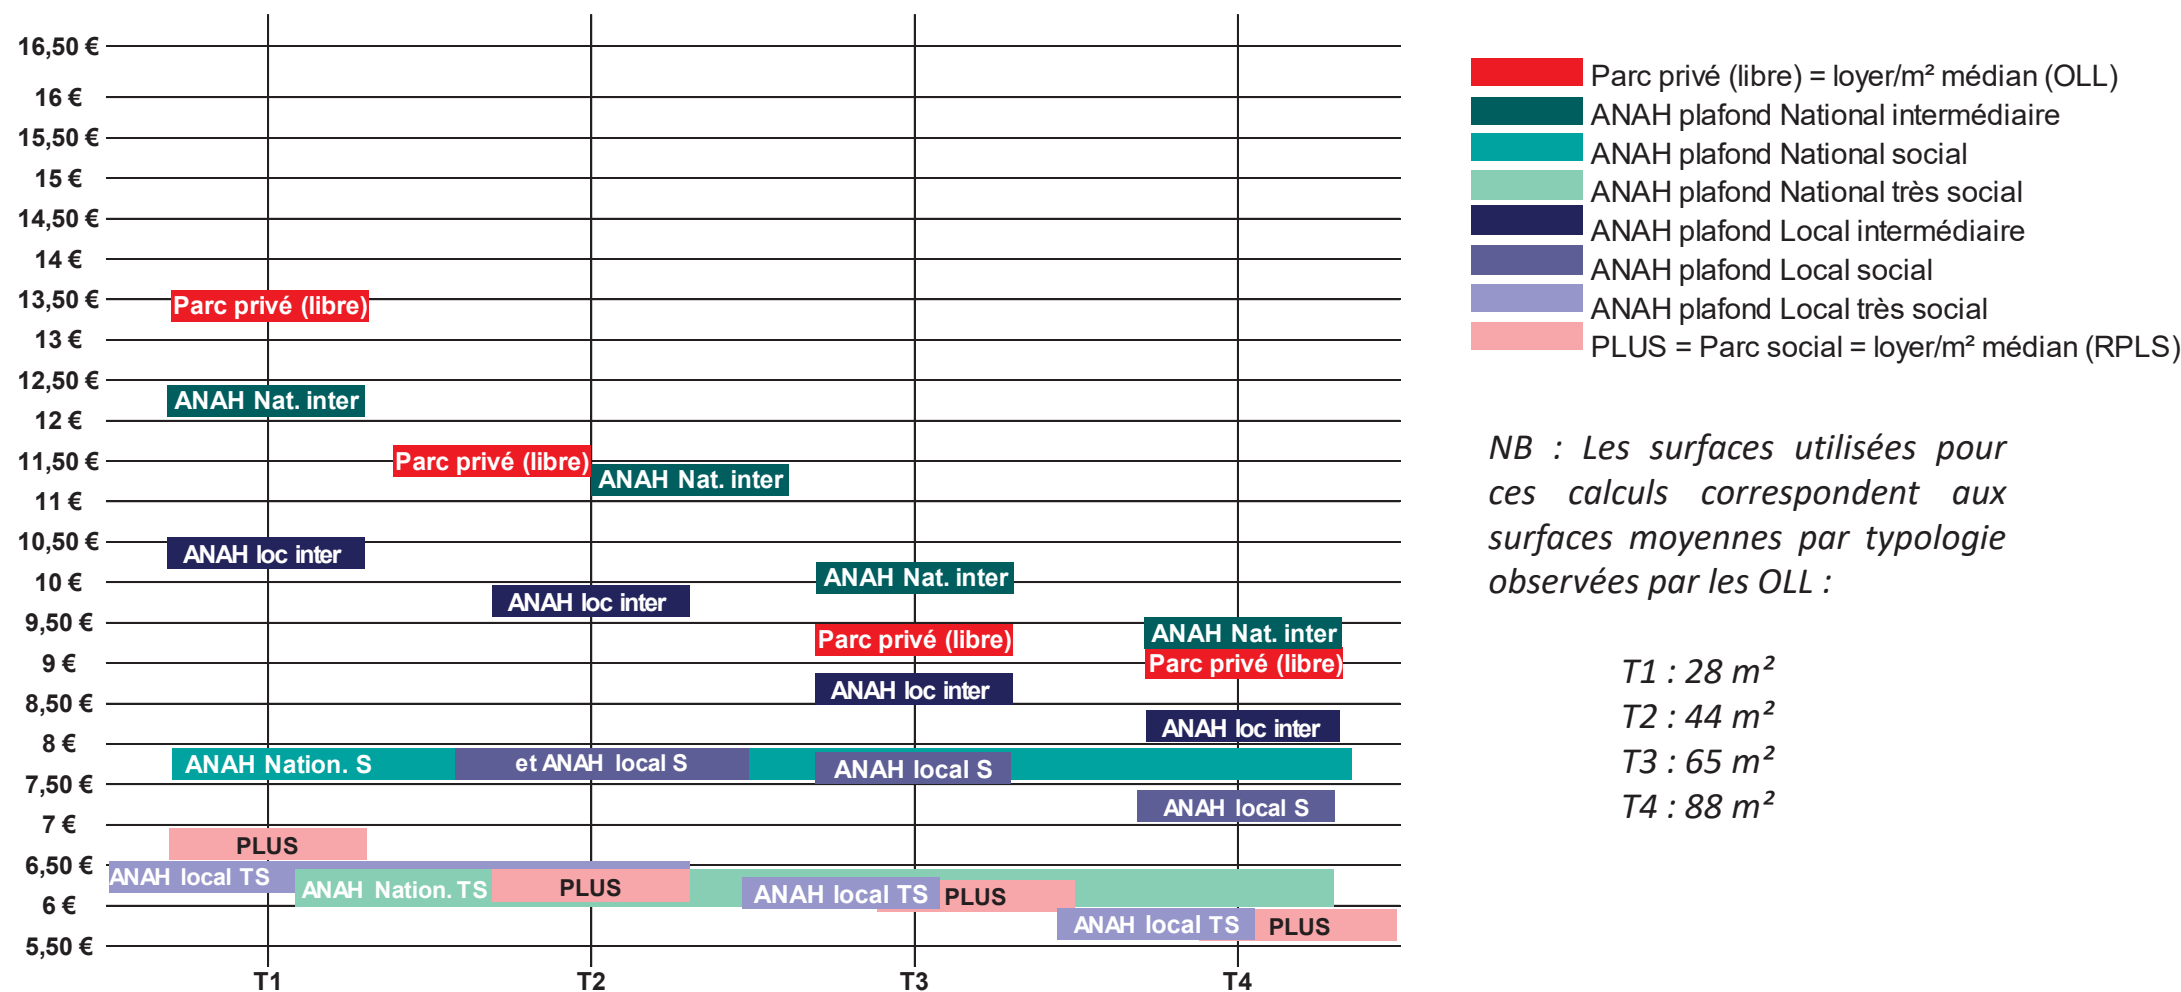 16,50 €
16 €
15,50 €
15 €
14,50 €
14 €
13,50 €
13 €
12,50 €
12 €
11,50 €
11 €
10,50 €
10 €
9,50 €
9 €
8,50 €
8 €
7,50 €
7 €
6,50 €
6 €
5,50 €
Parc privé (libre)
ANAH Nat. inter
Parc privé (libre)
ANAH Nat. inter
ANAH loc inter
ANAH Nat. inter
ANAH loc inter
Parc privé (libre)
ANAH Nat. inter
Parc privé (libre)
ANAH loc inter
ANAH loc inter
ANAH Nation. S
et ANAH local S
ANAH local S
ANAH local S
PLUS
ANAH local TS
ANAH Nation. TS
PLUS
ANAH local TS
PLUS
ANAH local TS
PLUS
T1
T2
T3
T4
Parc privé (libre) = loyer/m² médian (OLL)
ANAH plafond National intermédiaire
ANAH plafond National social
ANAH plafond National très social
ANAH plafond Local intermédiaire
ANAH plafond Local social
ANAH plafond Local très social
PLUS = Parc social = loyer/m² médian (RPLS)
NB : Les surfaces utilisées pour
ces calculs correspondent aux
surfaces moyennes par typologie
observées par les OLL :
T1 : 28 m²
T2 : 44 m²
T3 : 65 m²
T4 : 88 m²